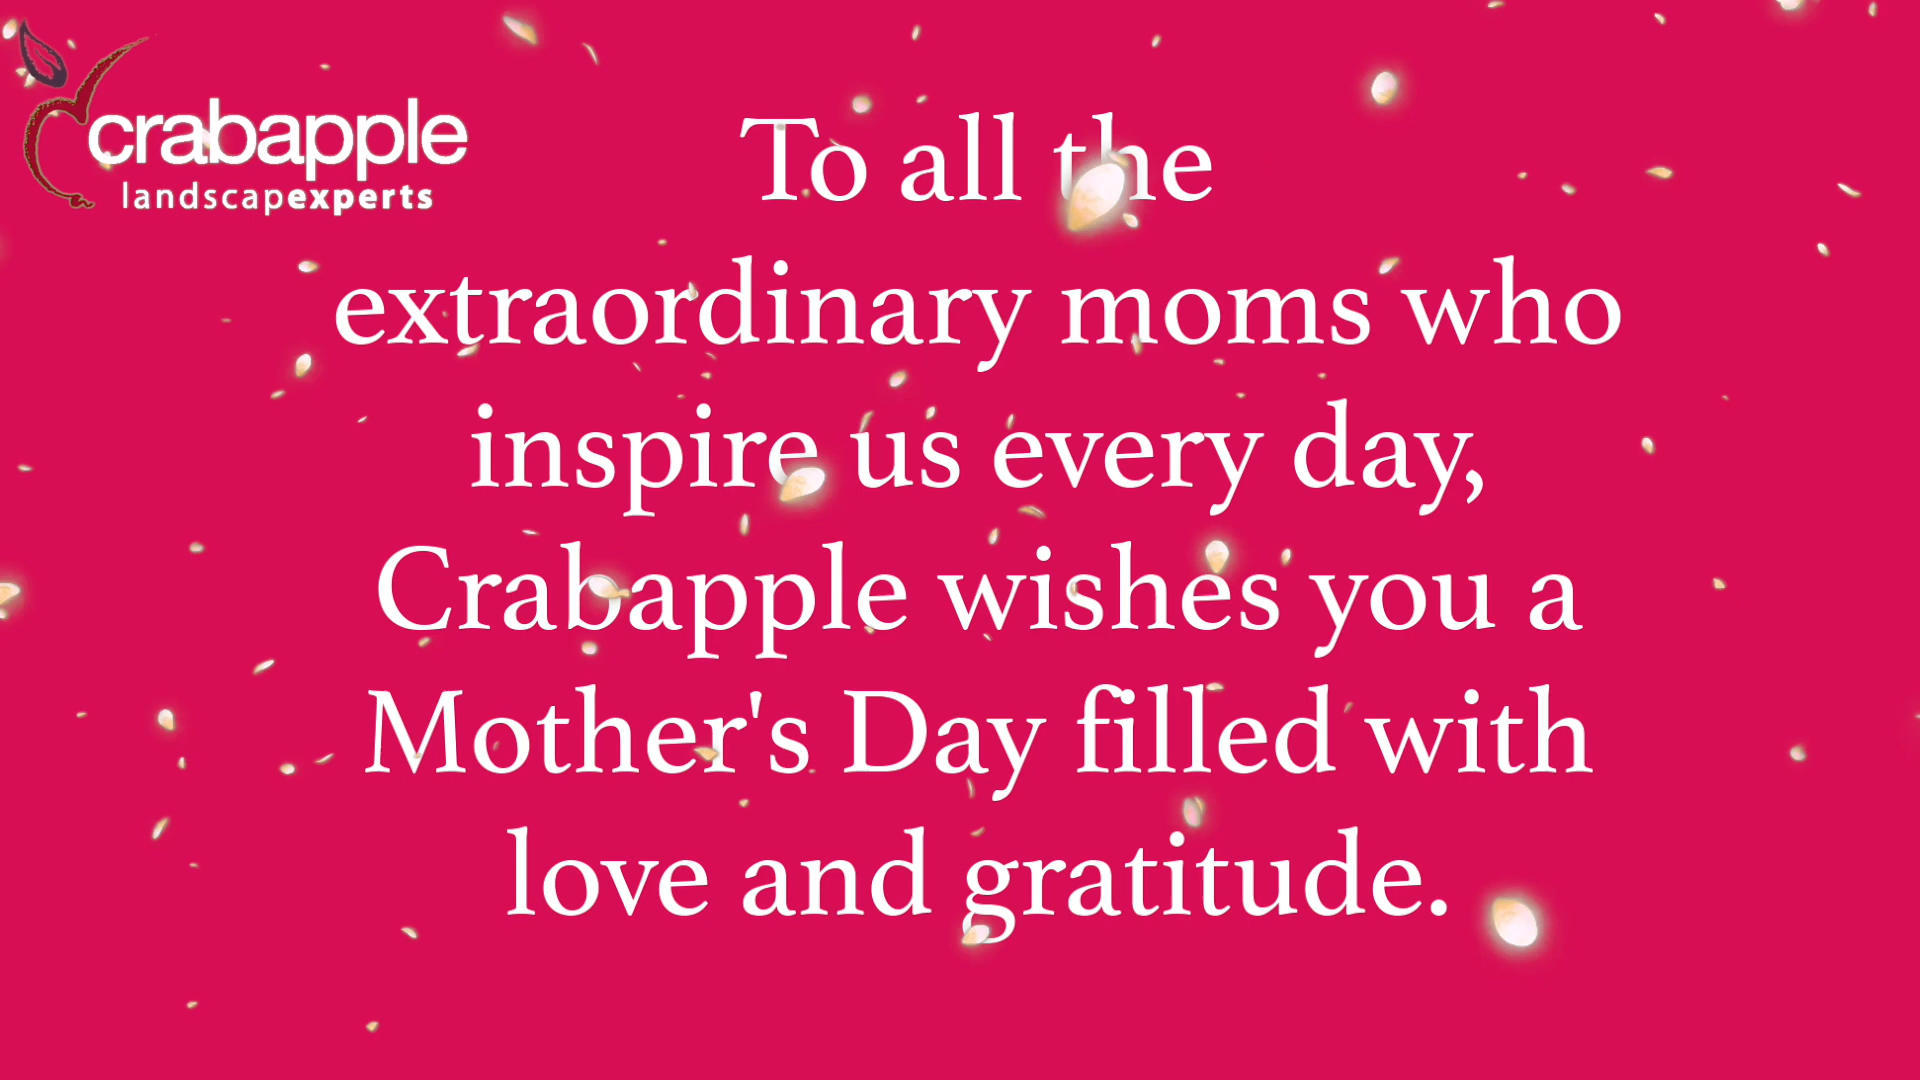 crabapple
landscapexperts
To all the
extraordinary moms who
inspire us every day,
Crabapple wishes you a
Mother's Day filled with
love and gratitude.